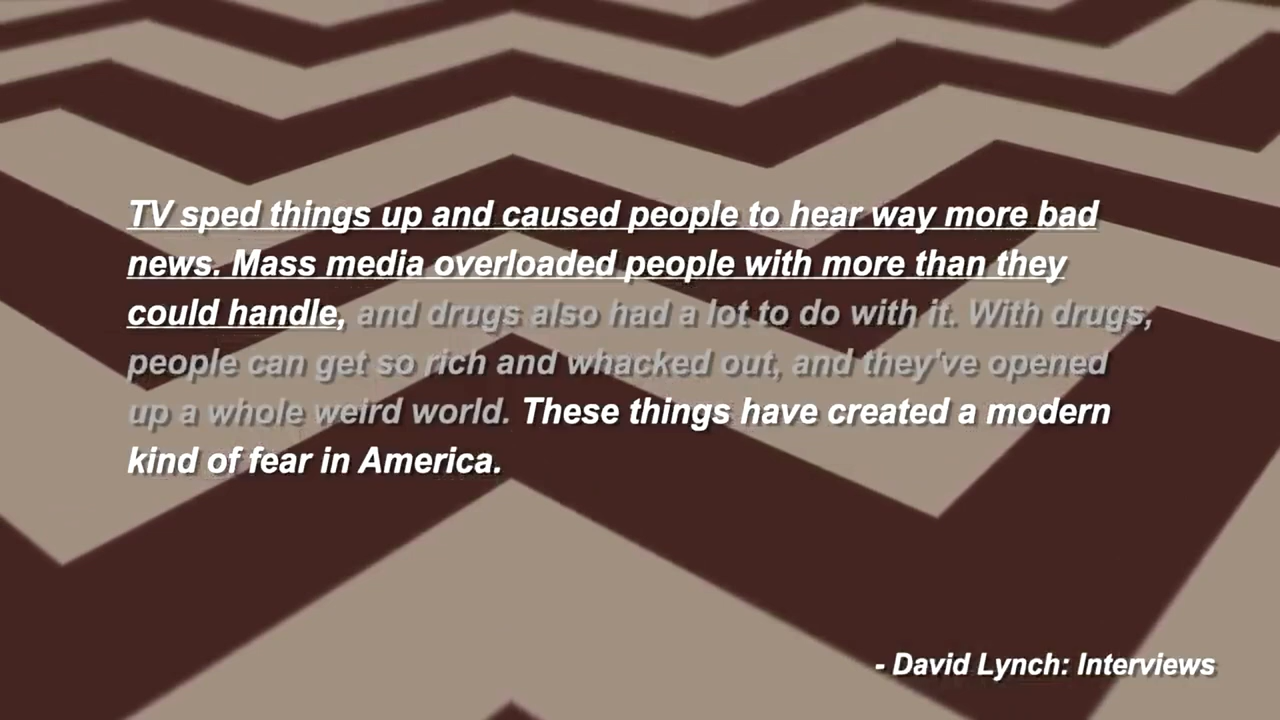 TV sped things up and caused people to hear way more bad
news. Mass media overloaded people with more than they
could handle, and drugs also had a lot to do with it. With drugs,
people can get so rich and whacked out, and they've opened
up a whole weird world. These things have created a modern
kind of fear in America.
- David Lynch: Interviews